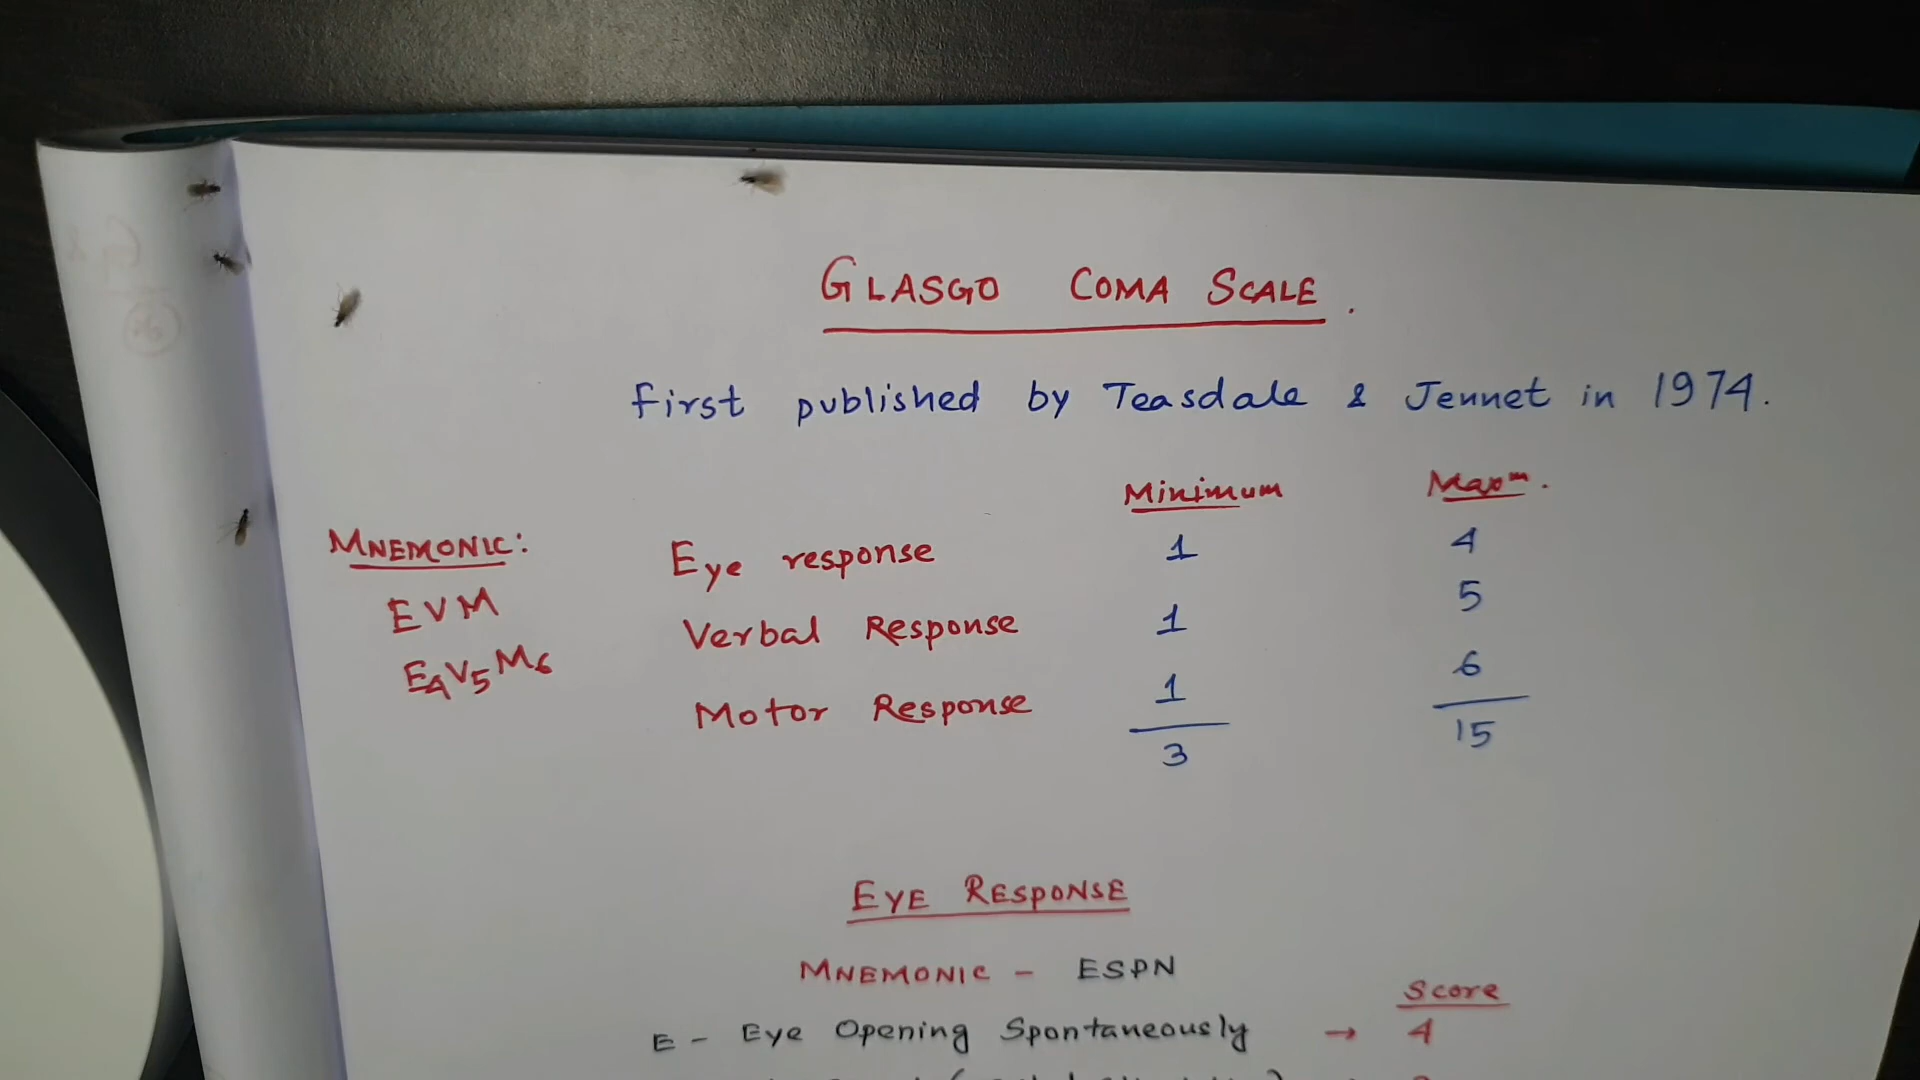 GLASGO COMA SCALE.
First published by Teasdale & Jennet in 1974.
Minimum Maxᵐ.
MNEMONIC:
EVM
E4V5M6
Eye response 1 4
Verbal Response 1 5
Motor Response 1 6
3 15
EYE RESPONSE
MNEMONIC - ESPN
Score
E - Eye Opening Spontaneously → 4